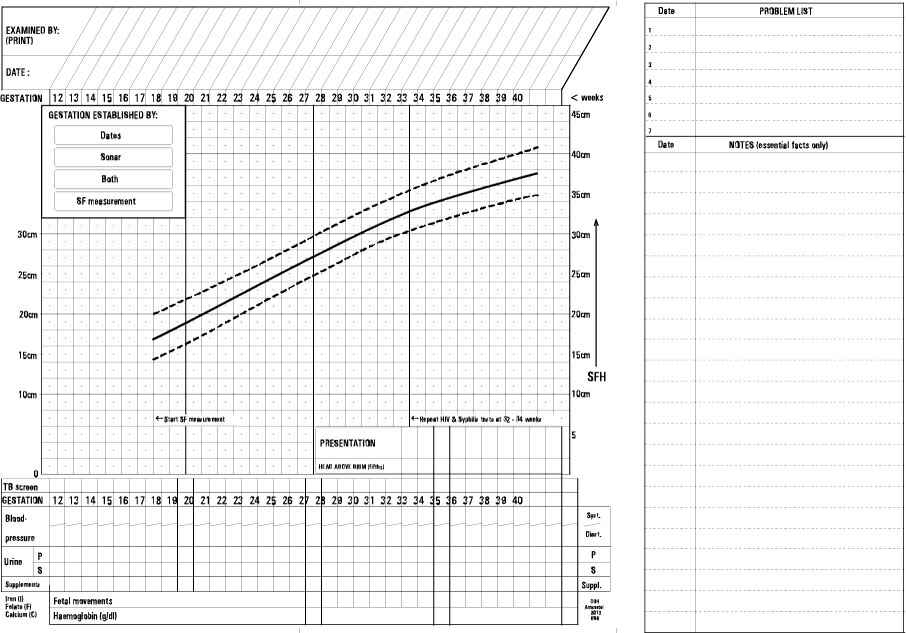 EXAMINED BY:
(PRINT)
DATE :
GESTATION 12 13 14 15 16 17 18 19 20 21 22 23 24 25 26 27 28 29 30 31 32 33 34 35 36 37 38 39 40 < weeks
GESTATION ESTABLISHED BY:
Dates
Sonar
Both
SF measurement
45cm
40cm
35cm
30cm 30cm
25cm 25cm
20cm 20cm
15cm 15cm
SFH
10cm 10cm
←Start SF measurement
←Repeat HIV & Syphilis tests at 32 - 34 weeks
5
PRESENTATION
HEAD ABOVE BRIM (fifths)
0
TB screen
GESTATION 12 13 14 15 16 17 18 19 20 21 22 23 24 25 26 27 28 29 30 31 32 33 34 35 36 37 38 39 40
Blood-
pressure
Syst.
Diast.
Urine P P
S S
Supplements Suppl.
Iron (I)
Folate (F)
Calcium (C)
Fetal movements
Haemoglobin (g/dl)
DOH
Antenatal
2013
Date PROBLEM LIST
1
2
3
4
5
6
7
Date NOTES (essential facts only)